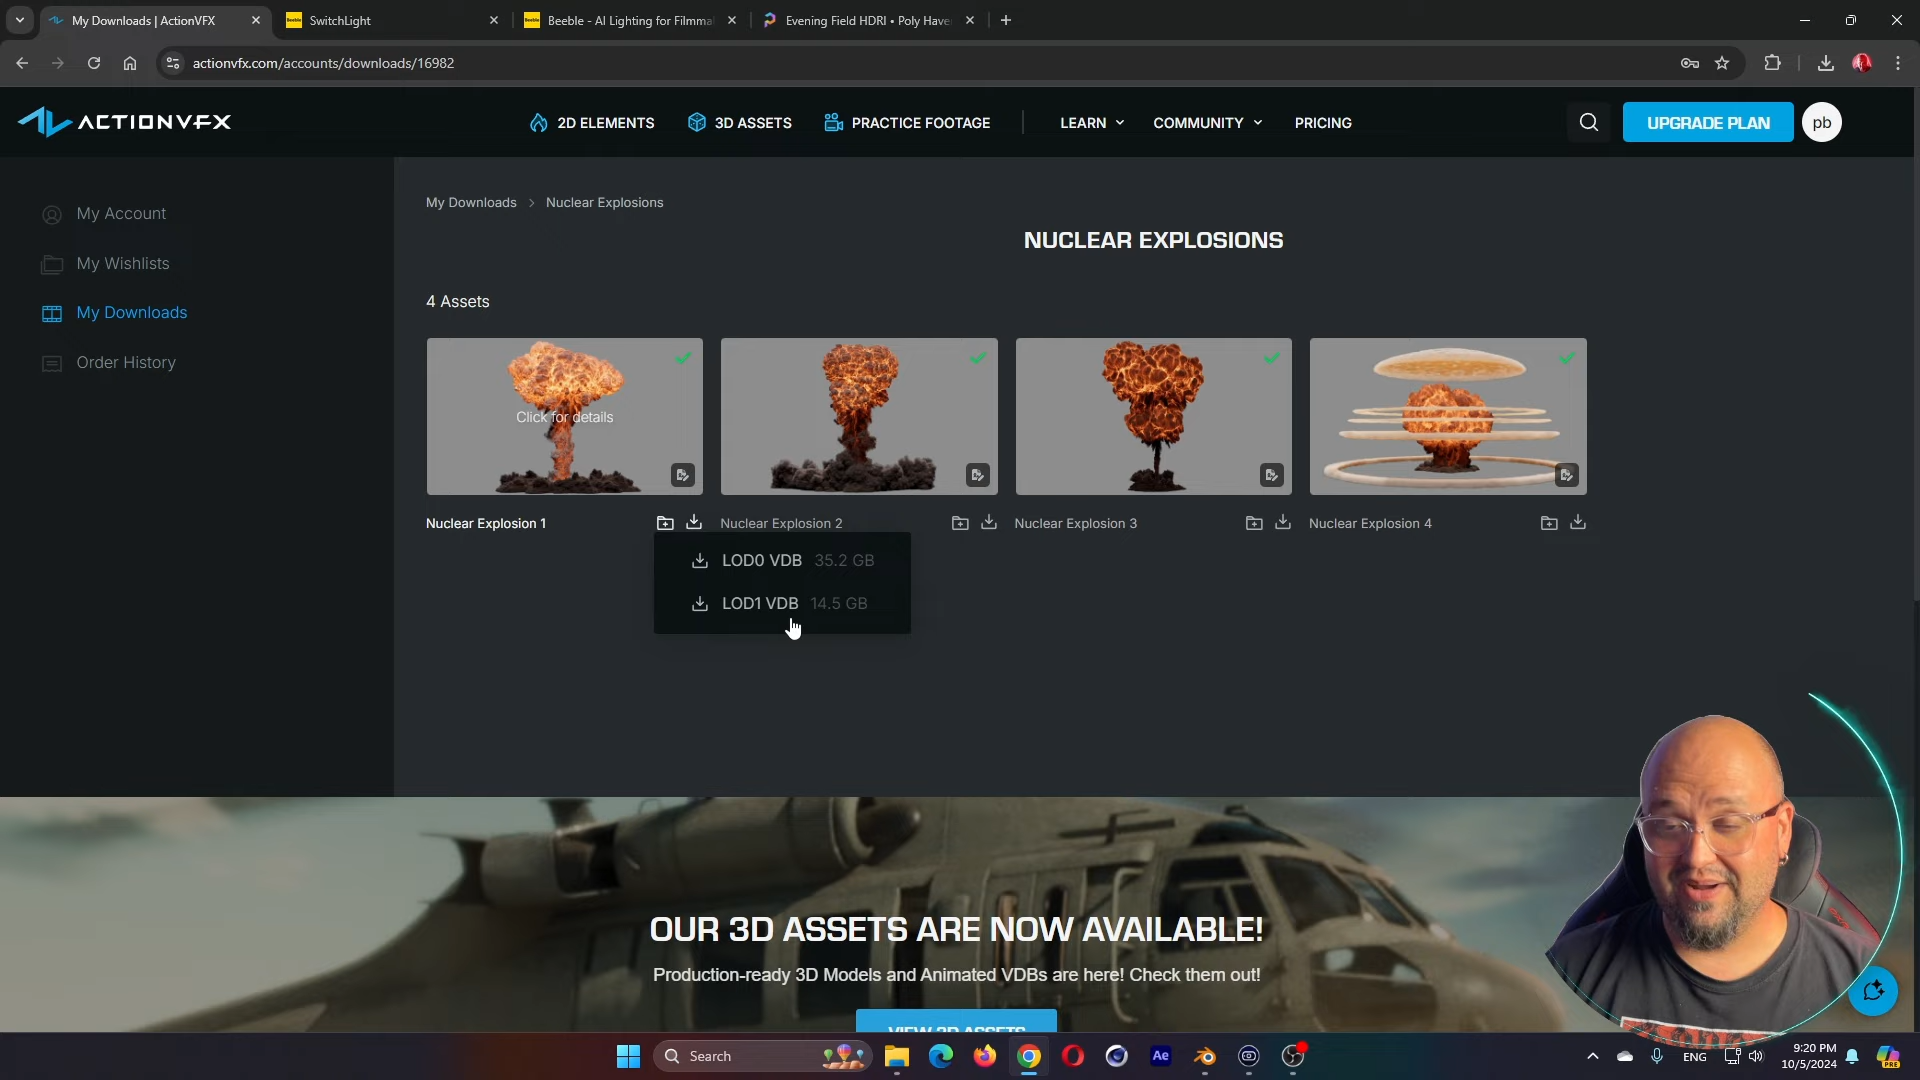 My Downloads | ActionVFX
SwitchLight
Beeble - AI Lighting for Filmma
Evening Field HDRI • Poly Have
actionvfx.com/accounts/downloads/16982
ACTIONVFX
2D ELEMENTS
3D ASSETS
PRACTICE FOOTAGE
LEARN
COMMUNITY
PRICING
UPGRADE PLAN
pb
My Account
My Wishlists
My Downloads
Order History
My Downloads > Nuclear Explosions
NUCLEAR EXPLOSIONS
4 Assets
Click for details
Nuclear Explosion 1
Nuclear Explosion 2
Nuclear Explosion 3
Nuclear Explosion 4
LOD0 VDB 35.2 GB
LOD1 VDB 14.5 GB
OUR 3D ASSETS ARE NOW AVAILABLE!
Production-ready 3D Models and Animated VDBs are here! Check them out!
VIEW 3D ASSETS
Search
Ae
ENG
9:20 PM
10/5/2024
PRE